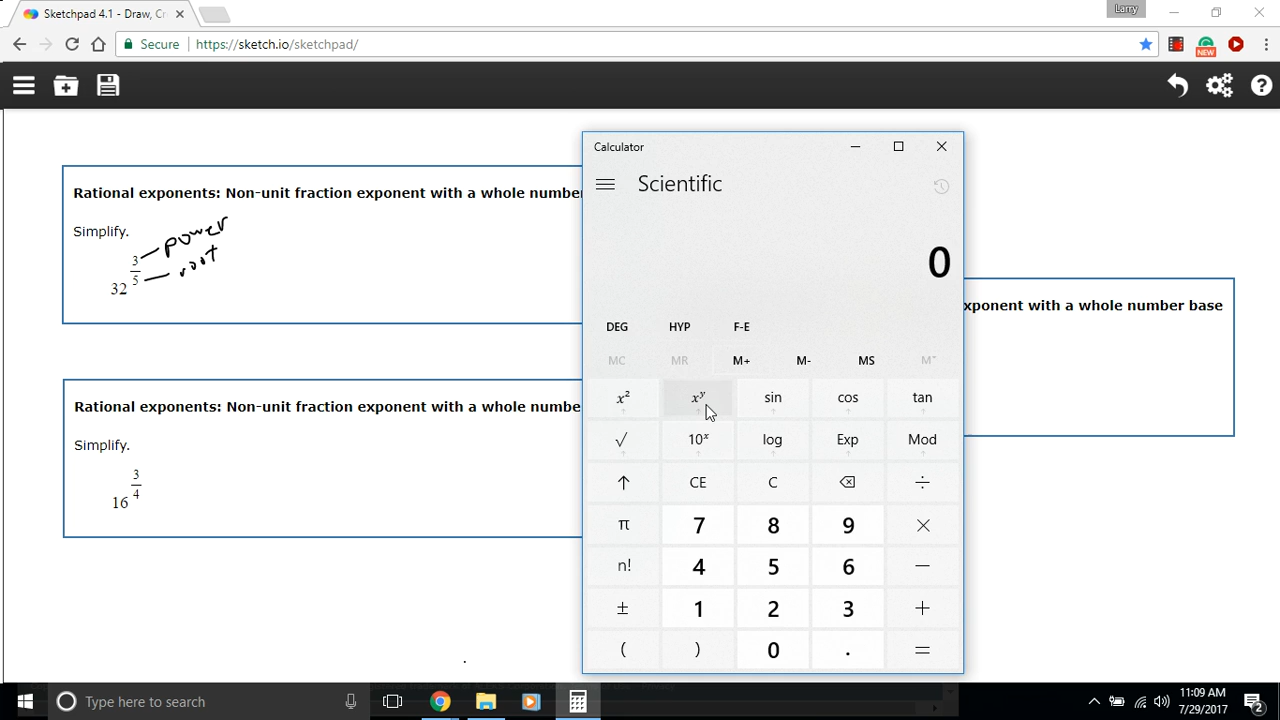 Sketchpad 4.1 - Draw, Cr
Larry
Secure
https://sketch.io/sketchpad/
NEW
Rational exponents: Non-unit fraction exponent with a whole number
Simplify.
32 3/5
power
root
Rational exponents: Non-unit fraction exponent with a whole numbe
Simplify.
16 3/4
xponent with a whole number base
Calculator
Scientific
0
DEG HYP F-E
MC MR M+ M- MS M˅
x² xʸ sin cos tan
√ 10ˣ log Exp Mod
↑ CE C ⌫ ÷
π 7 8 9 ×
n! 4 5 6 −
± 1 2 3 +
( ) 0 . =
Type here to search
11:09 AM
7/29/2017
2